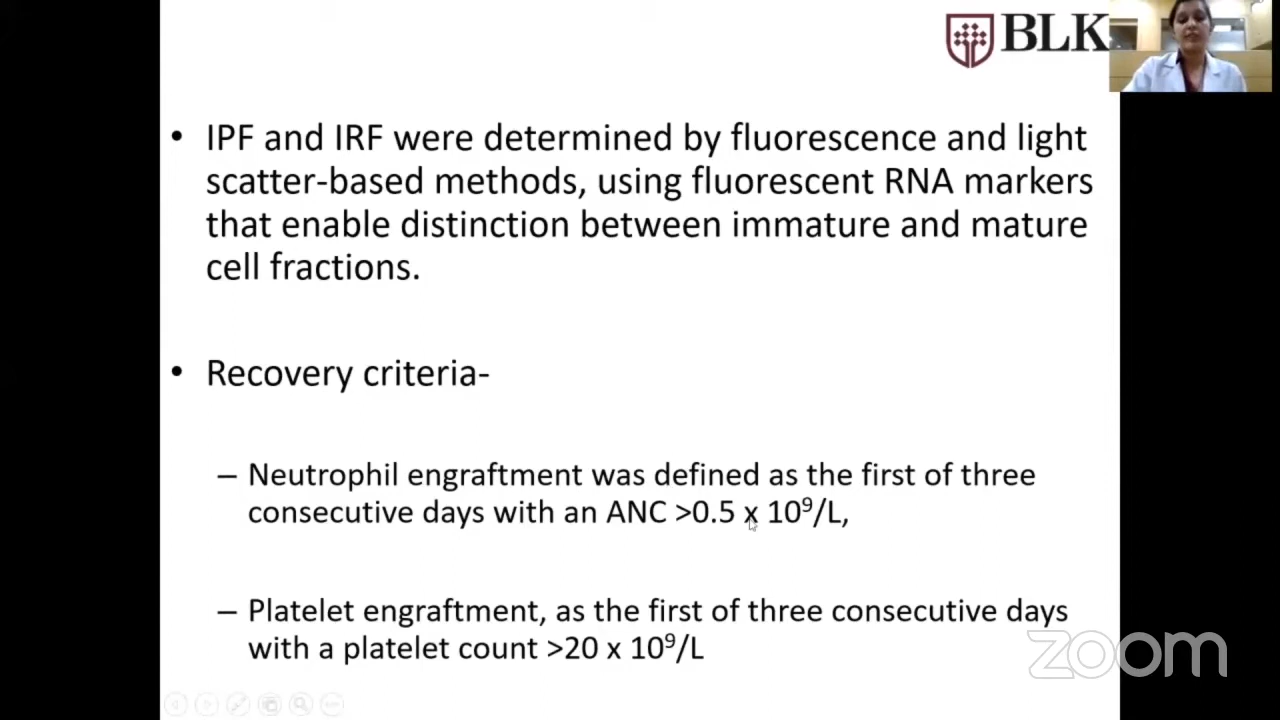 BLK
• IPF and IRF were determined by fluorescence and light
scatter-based methods, using fluorescent RNA markers
that enable distinction between immature and mature
cell fractions.
• Recovery criteria-
– Neutrophil engraftment was defined as the first of three
consecutive days with an ANC >0.5 x 10⁹/L,
– Platelet engraftment, as the first of three consecutive days
with a platelet count >20 x 10⁹/L
zoom